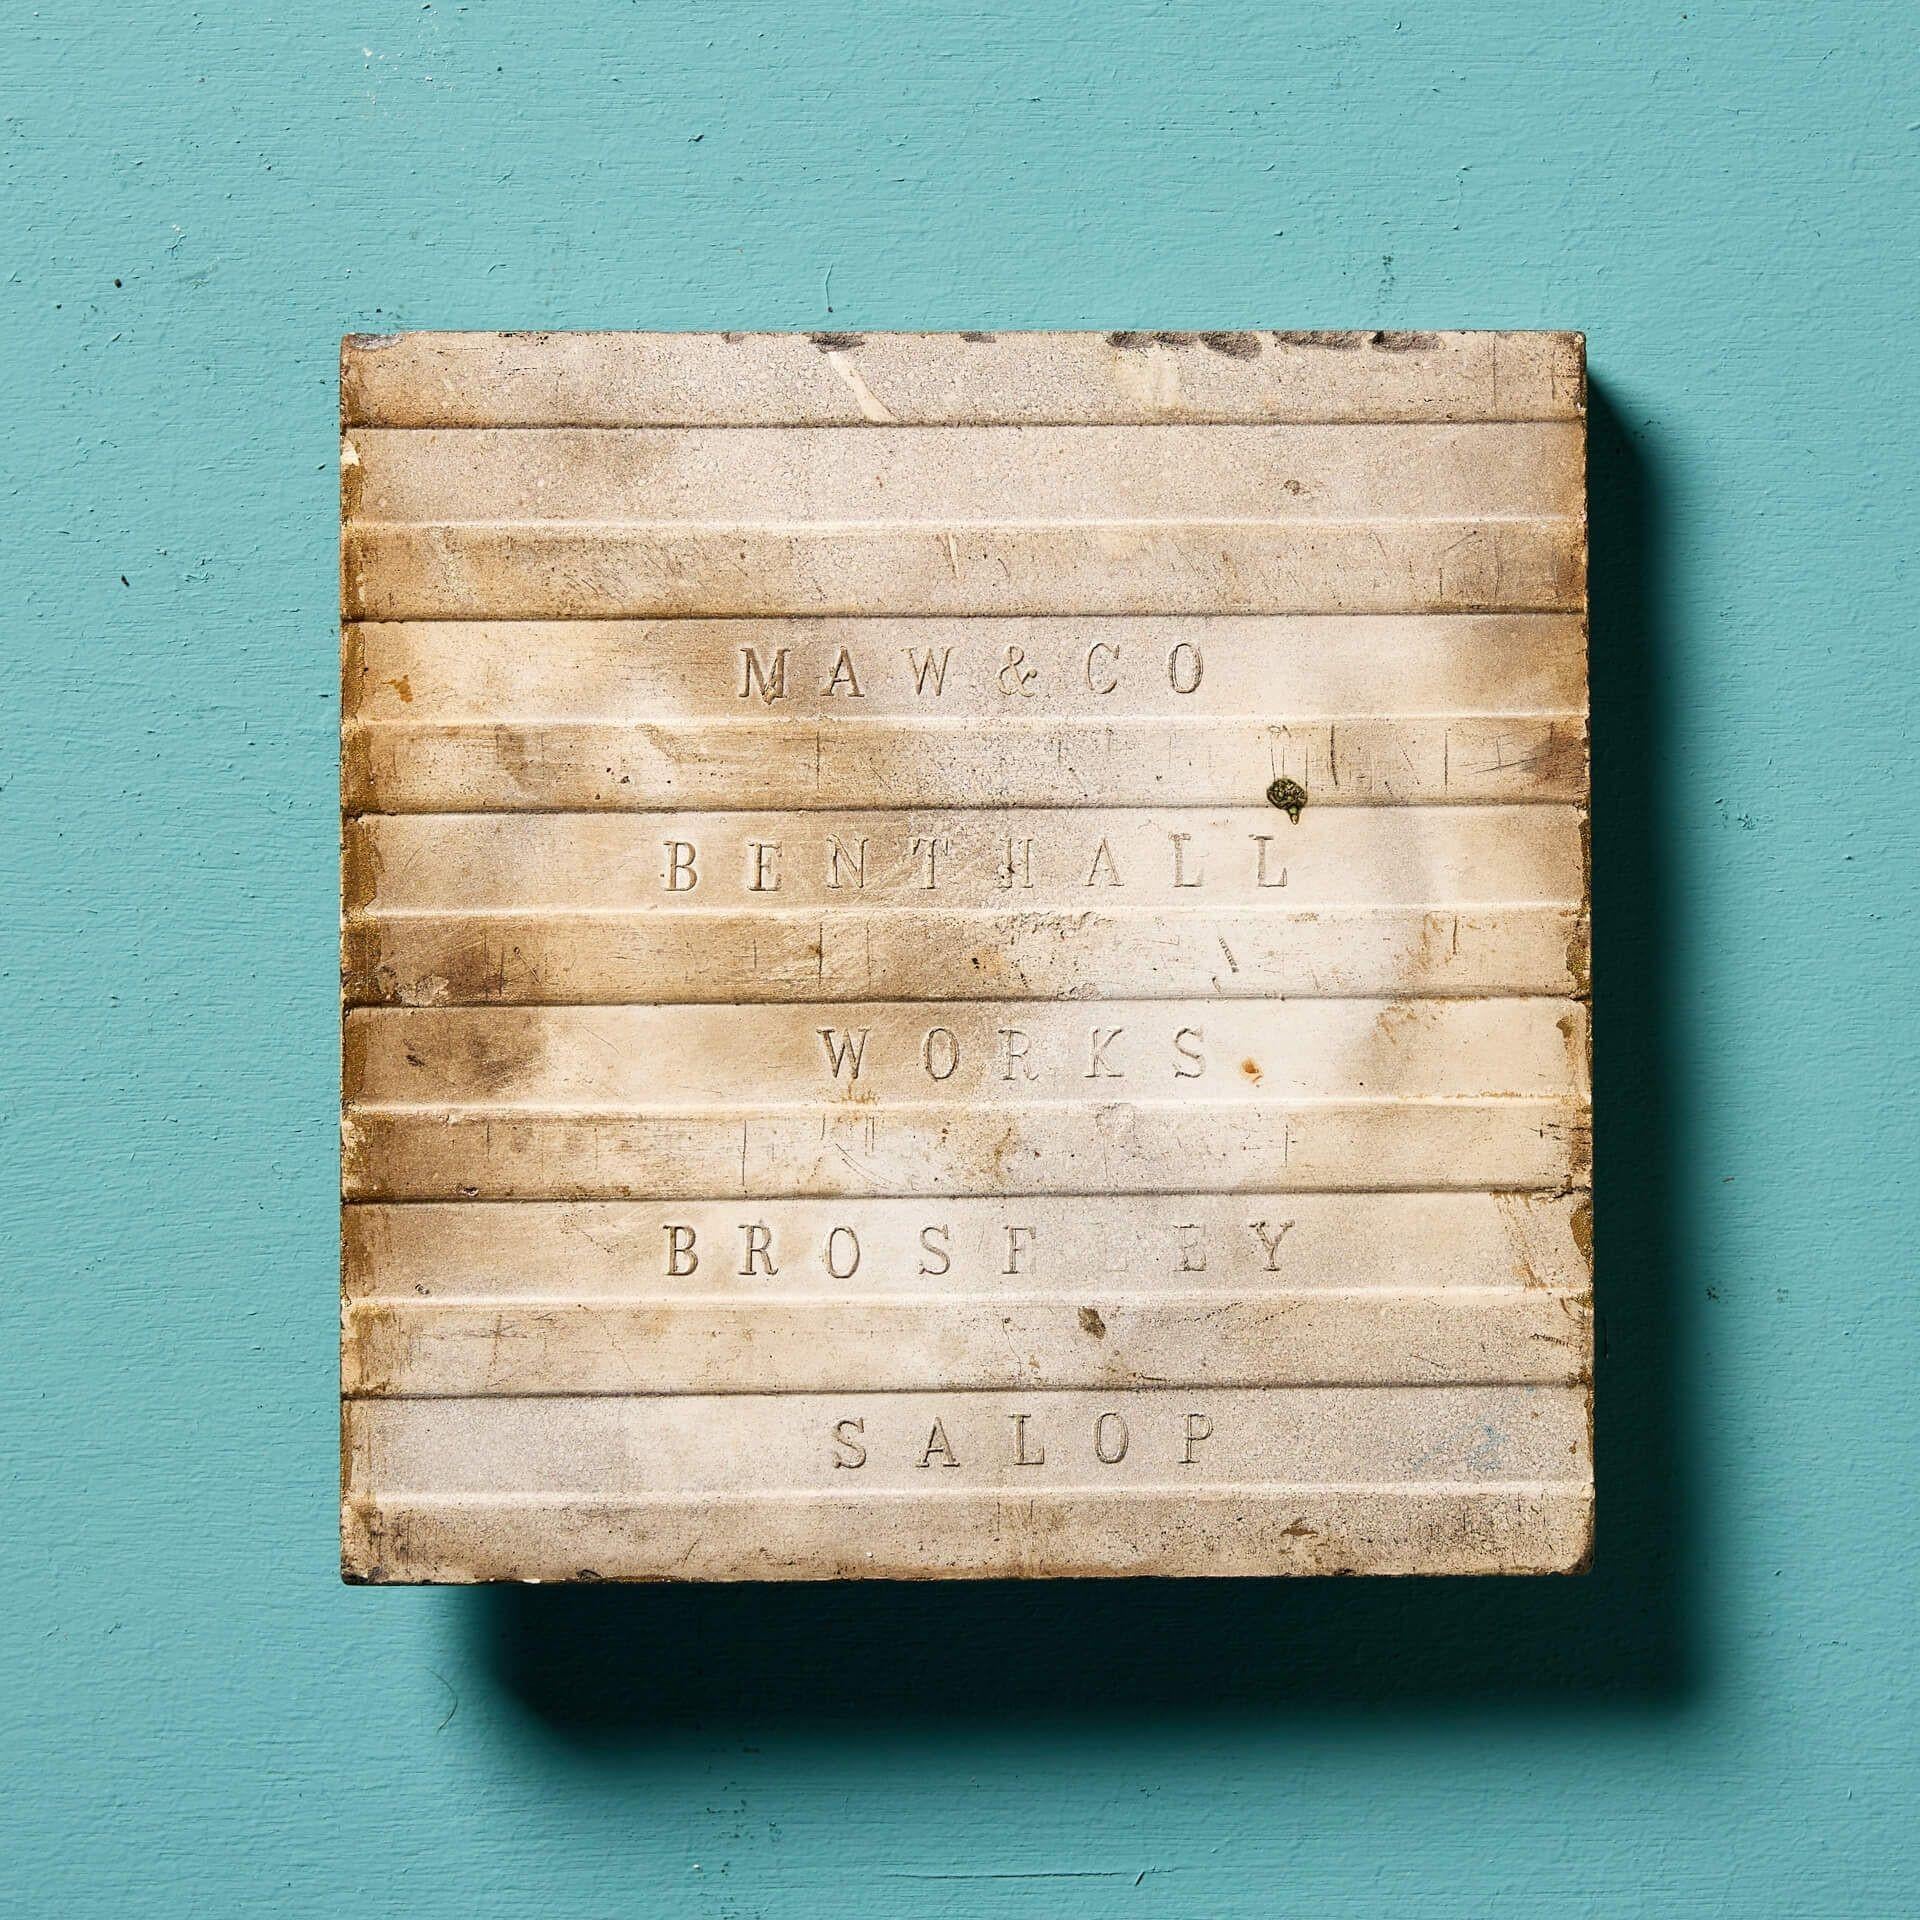 MAW & CO
BENTHALL
WORKS
BROSELEY
SALOP